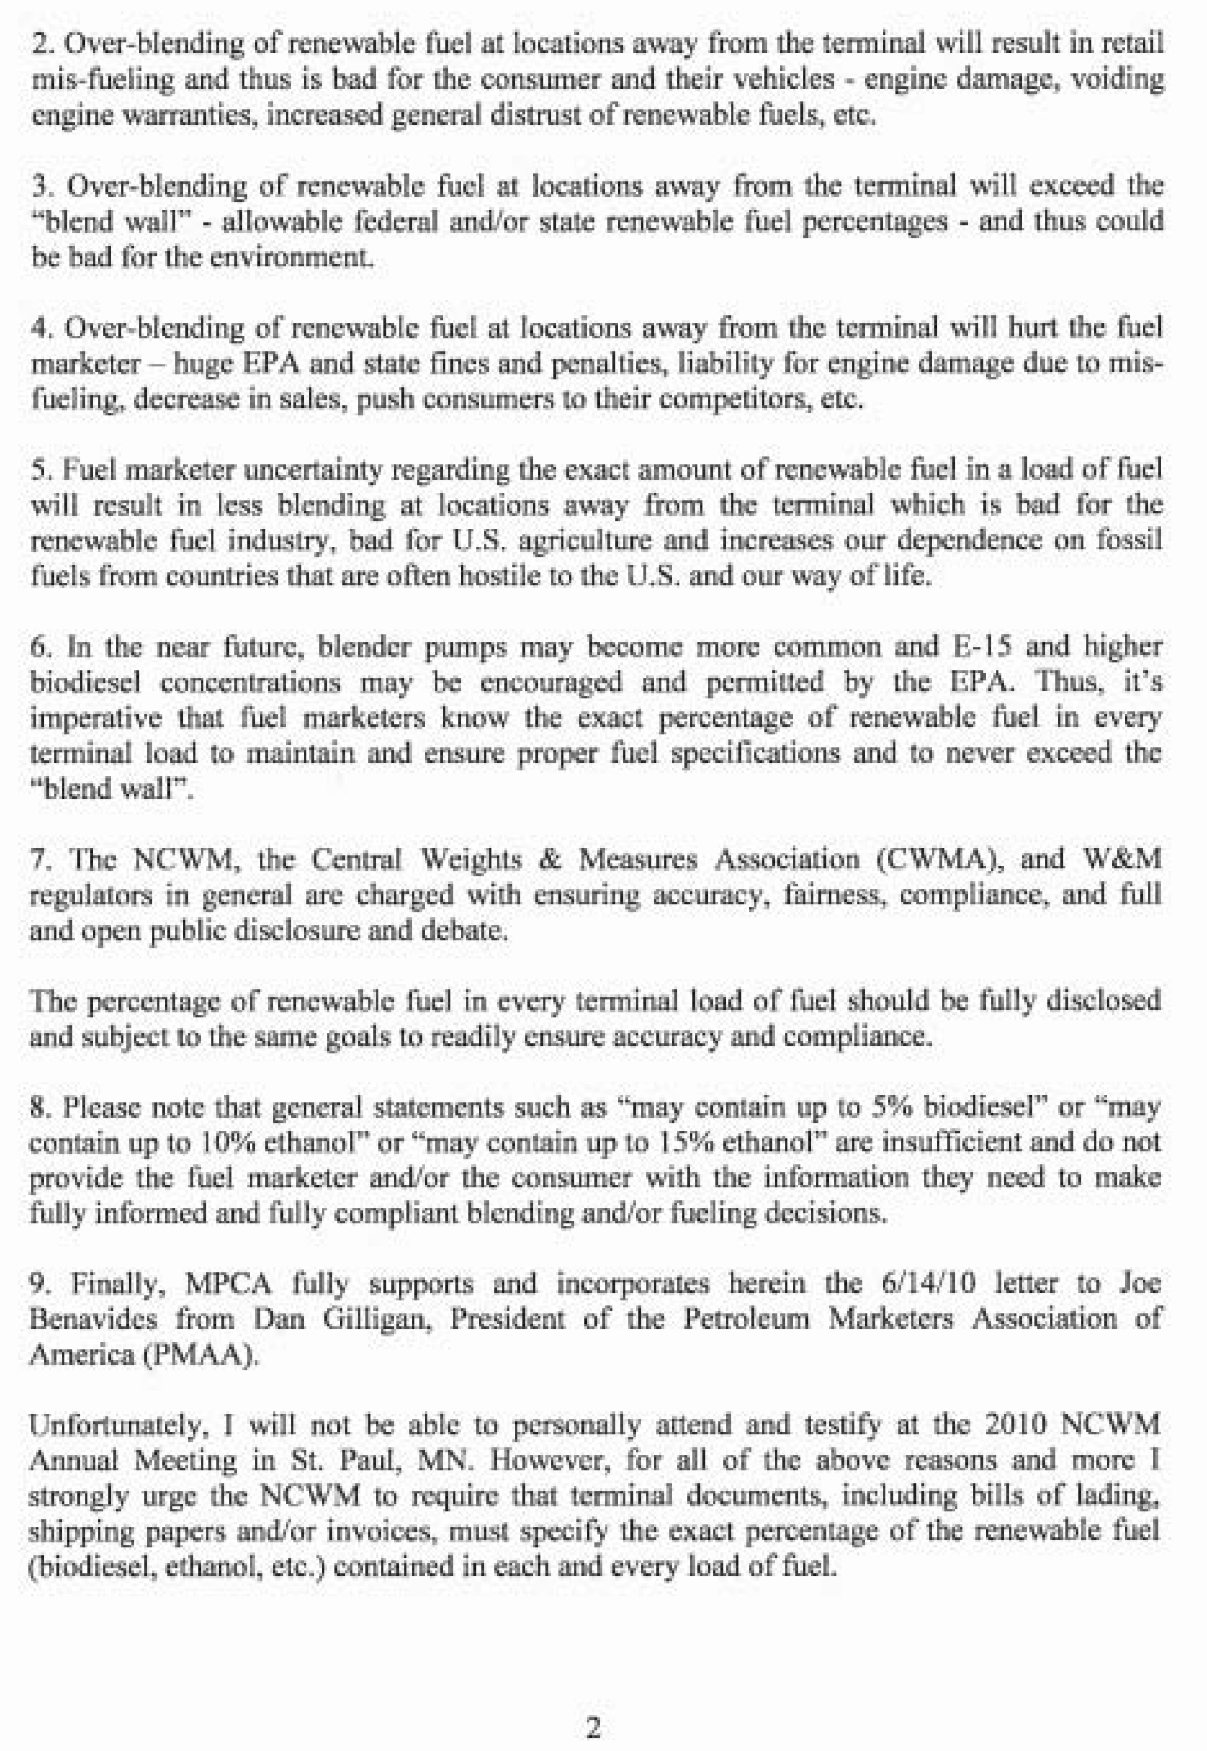 2. Over-blending of renewable fuel at locations away from the terminal will result in retail
mis-fueling and thus is bad for the consumer and their vehicles - engine damage, voiding
engine warranties, increased general distrust of renewable fuels, etc.
3. Over-blending of renewable fuel at locations away from the terminal will exceed the
“blend wall” - allowable federal and/or state renewable fuel percentages - and thus could
be bad for the environment.
4. Over-blending of renewable fuel at locations away from the terminal will hurt the fuel
marketer – huge EPA and state fines and penalties, liability for engine damage due to mis-
fueling, decrease in sales, push consumers to their competitors, etc.
5. Fuel marketer uncertainty regarding the exact amount of renewable fuel in a load of fuel
will result in less blending at locations away from the terminal which is bad for the
renewable fuel industry, bad for U.S. agriculture and increases our dependence on fossil
fuels from countries that are often hostile to the U.S. and our way of life.
6. In the near future, blender pumps may become more common and E-15 and higher
biodiesel concentrations may be encouraged and permitted by the EPA. Thus, it’s
imperative that fuel marketers know the exact percentage of renewable fuel in every
terminal load to maintain and ensure proper fuel specifications and to never exceed the
“blend wall”.
7. The NCWM, the Central Weights & Measures Association (CWMA), and W&M
regulators in general are charged with ensuring accuracy, fairness, compliance, and full
and open public disclosure and debate.
The percentage of renewable fuel in every terminal load of fuel should be fully disclosed
and subject to the same goals to readily ensure accuracy and compliance.
8. Please note that general statements such as “may contain up to 5% biodiesel” or “may
contain up to 10% ethanol” or “may contain up to 15% ethanol” are insufficient and do not
provide the fuel marketer and/or the consumer with the information they need to make
fully informed and fully compliant blending and/or fueling decisions.
9. Finally, MPCA fully supports and incorporates herein the 6/14/10 letter to Joe
Benavides from Dan Gilligan, President of the Petroleum Marketers Association of
America (PMAA).
Unfortunately, I will not be able to personally attend and testify at the 2010 NCWM
Annual Meeting in St. Paul, MN. However, for all of the above reasons and more I
strongly urge the NCWM to require that terminal documents, including bills of lading,
shipping papers and/or invoices, must specify the exact percentage of the renewable fuel
(biodiesel, ethanol, etc.) contained in each and every load of fuel.
2